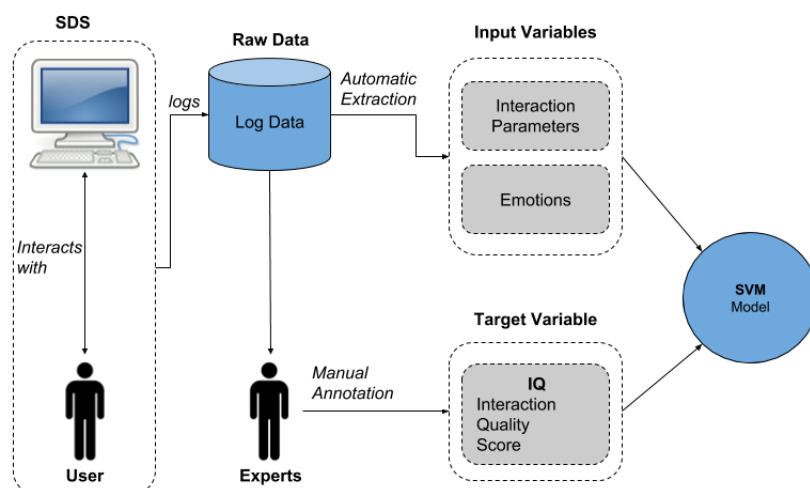 SDS
Raw Data
Input Variables
logs
Log Data
Automatic
Extraction
Interaction
Parameters
Emotions
Interacts
with
SVM
Model
Target Variable
Manual
Annotation
IQ
Interaction
Quality
Score
User
Experts